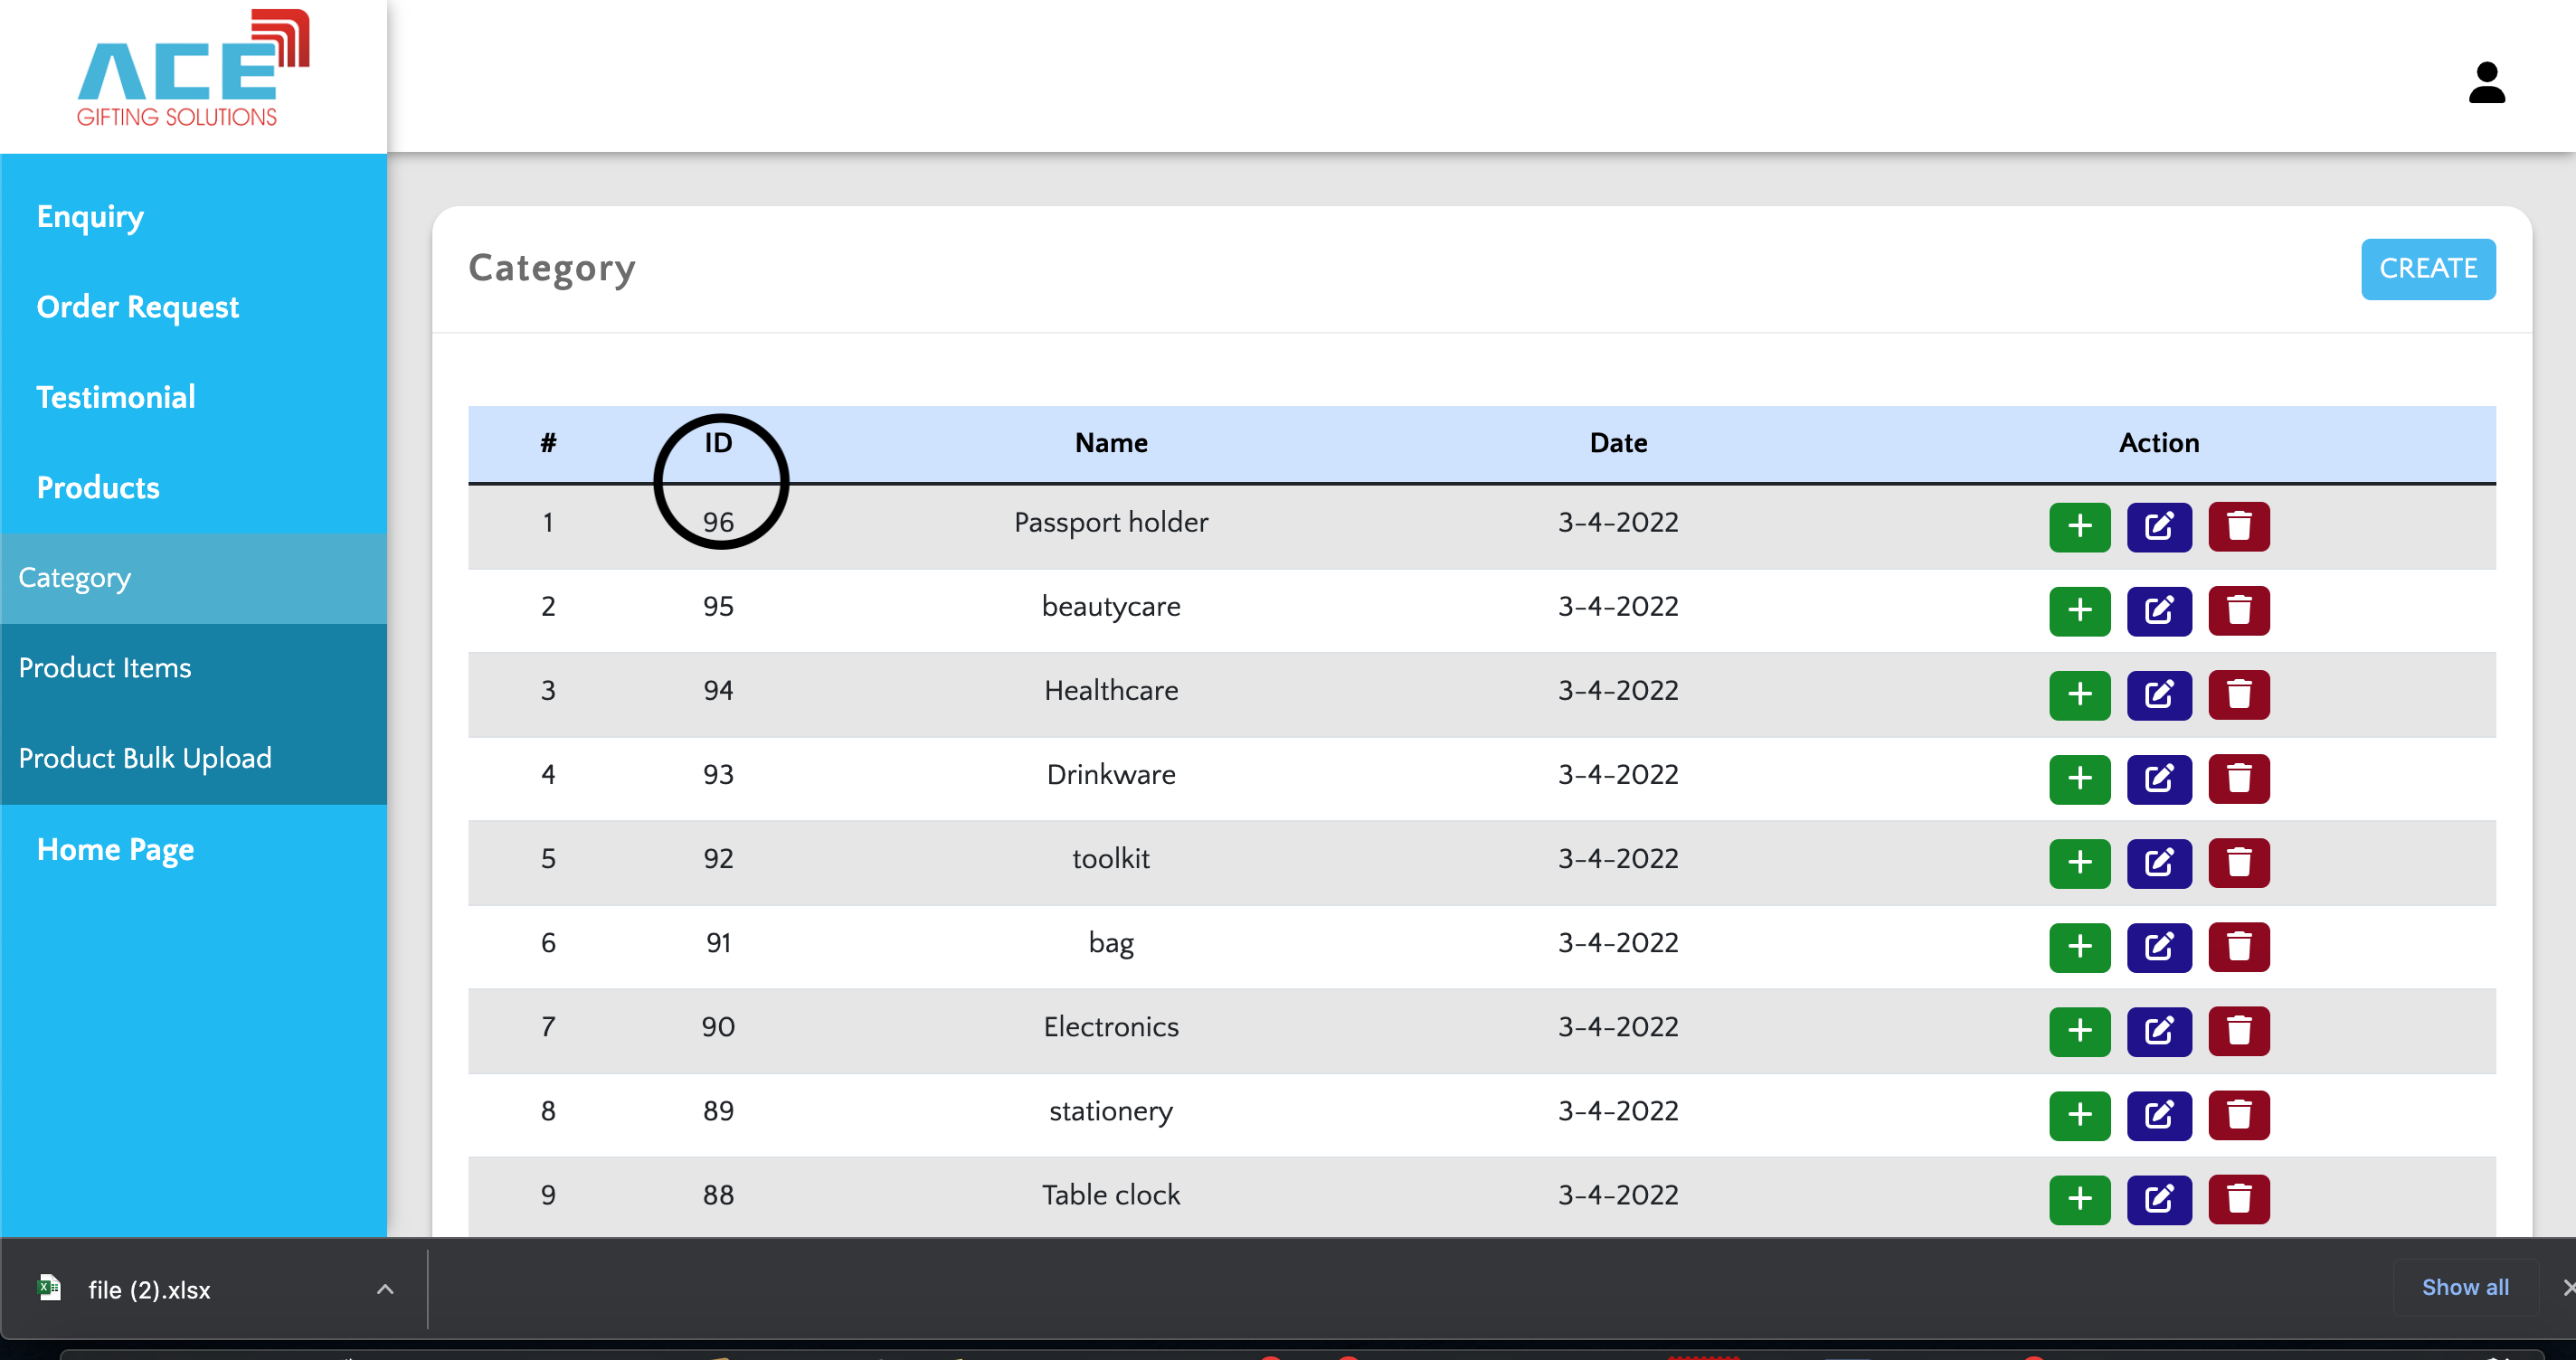 ACE
GIFTING SOLUTIONS
Enquiry
Order Request
Testimonial
Products
Category
Product Items
Product Bulk Upload
Home Page
Category
CREATE
# ID Name Date Action
1 96 Passport holder 3-4-2022
2 95 beautycare 3-4-2022
3 94 Healthcare 3-4-2022
4 93 Drinkware 3-4-2022
5 92 toolkit 3-4-2022
6 91 bag 3-4-2022
7 90 Electronics 3-4-2022
8 89 stationery 3-4-2022
9 88 Table clock 3-4-2022
file (2).xlsx
Show all